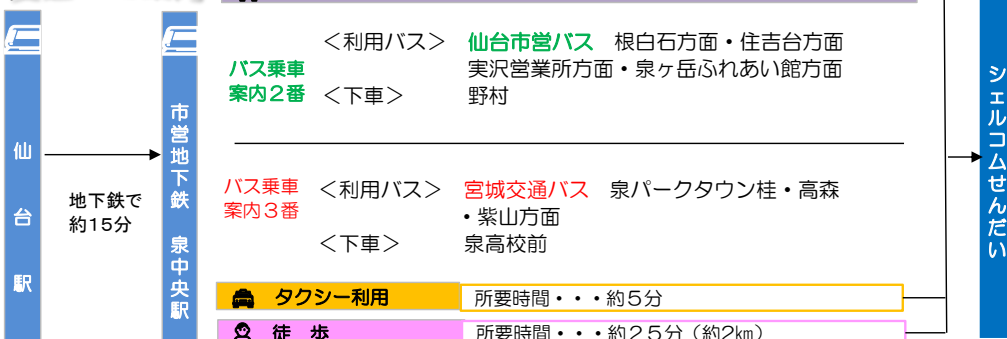 仙台駅
地下鉄で
約15分
市営地下鉄 泉中央駅
バス乗車
案内2番
<利用バス> 仙台市営バス 根白石方面・住吉台方面
実沢営業所方面・泉ヶ岳ふれあい館方面
<下車> 野村
バス乗車
案内3番
<利用バス> 宮城交通バス 泉パークタウン桂・高森
・紫山方面
<下車> 泉高校前
タクシー利用 所要時間・・・約5分
徒 歩 所要時間・・・約25分(約2km)
シェルコムせんだい